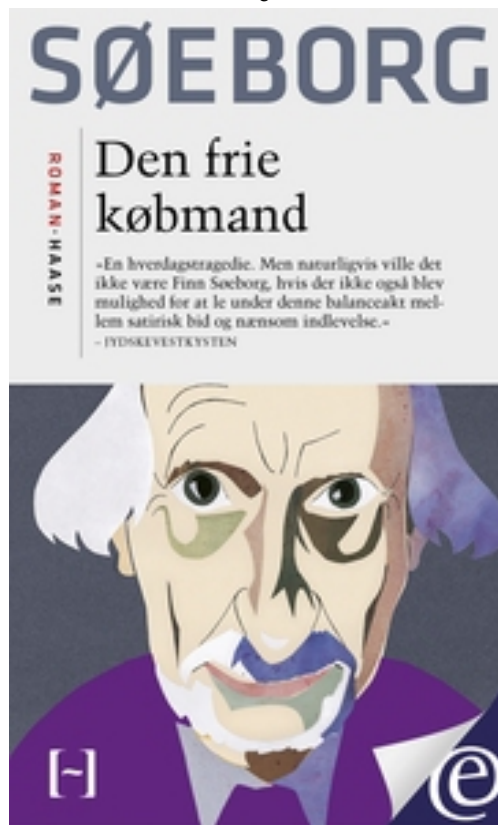 SØEBORG
ROMAN · HAASE
Den frie
købmand
»En hverdagstragedie. Men naturligvis ville det
ikke være Finn Søeborg, hvis der ikke også blev
mulighed for at le under denne balanceakt mel-
lem satirisk bid og nænsom indlevelse.«
– JYDSKEVESTKYSTEN
[~]
e